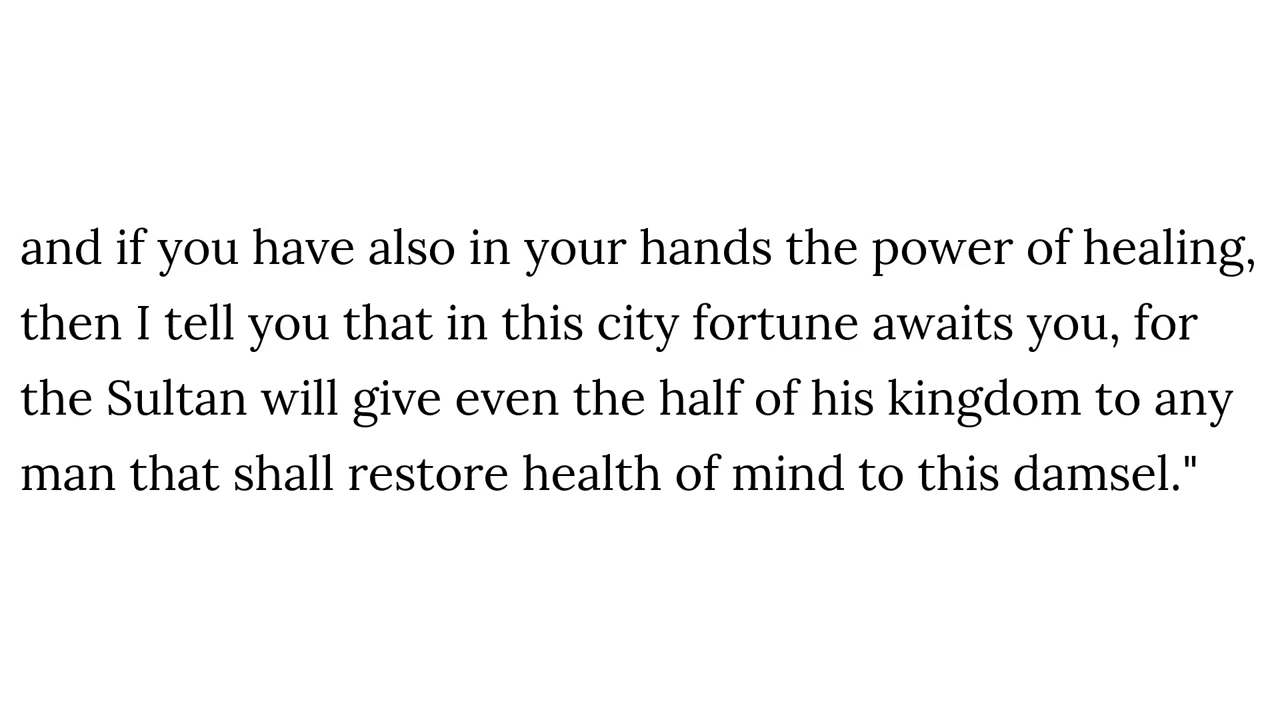 and if you have also in your hands the power of healing,
then I tell you that in this city fortune awaits you, for
the Sultan will give even the half of his kingdom to any
man that shall restore health of mind to this damsel."